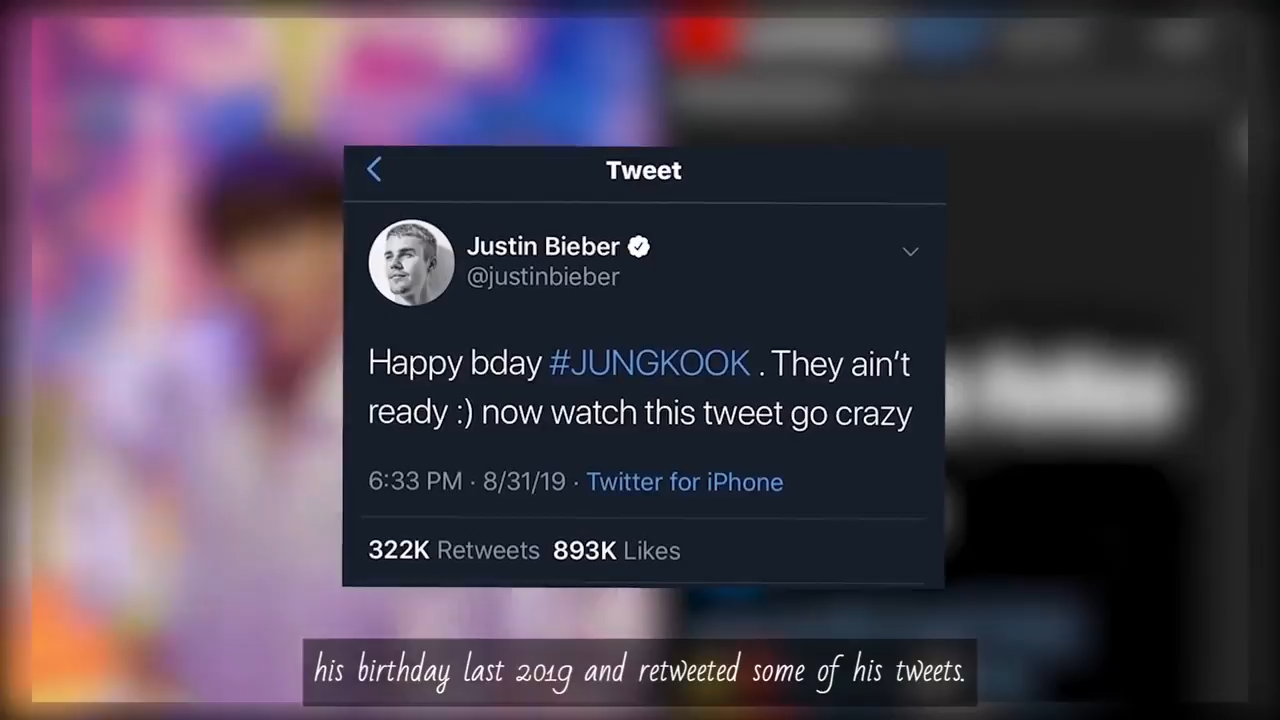 Tweet
Justin Bieber
@justinbieber
Happy bday #JUNGKOOK . They ain't
ready :) now watch this tweet go crazy
6:33 PM · 8/31/19 · Twitter for iPhone
322K Retweets 893K Likes
his birthday last 2019 and retweeted some of his tweets.